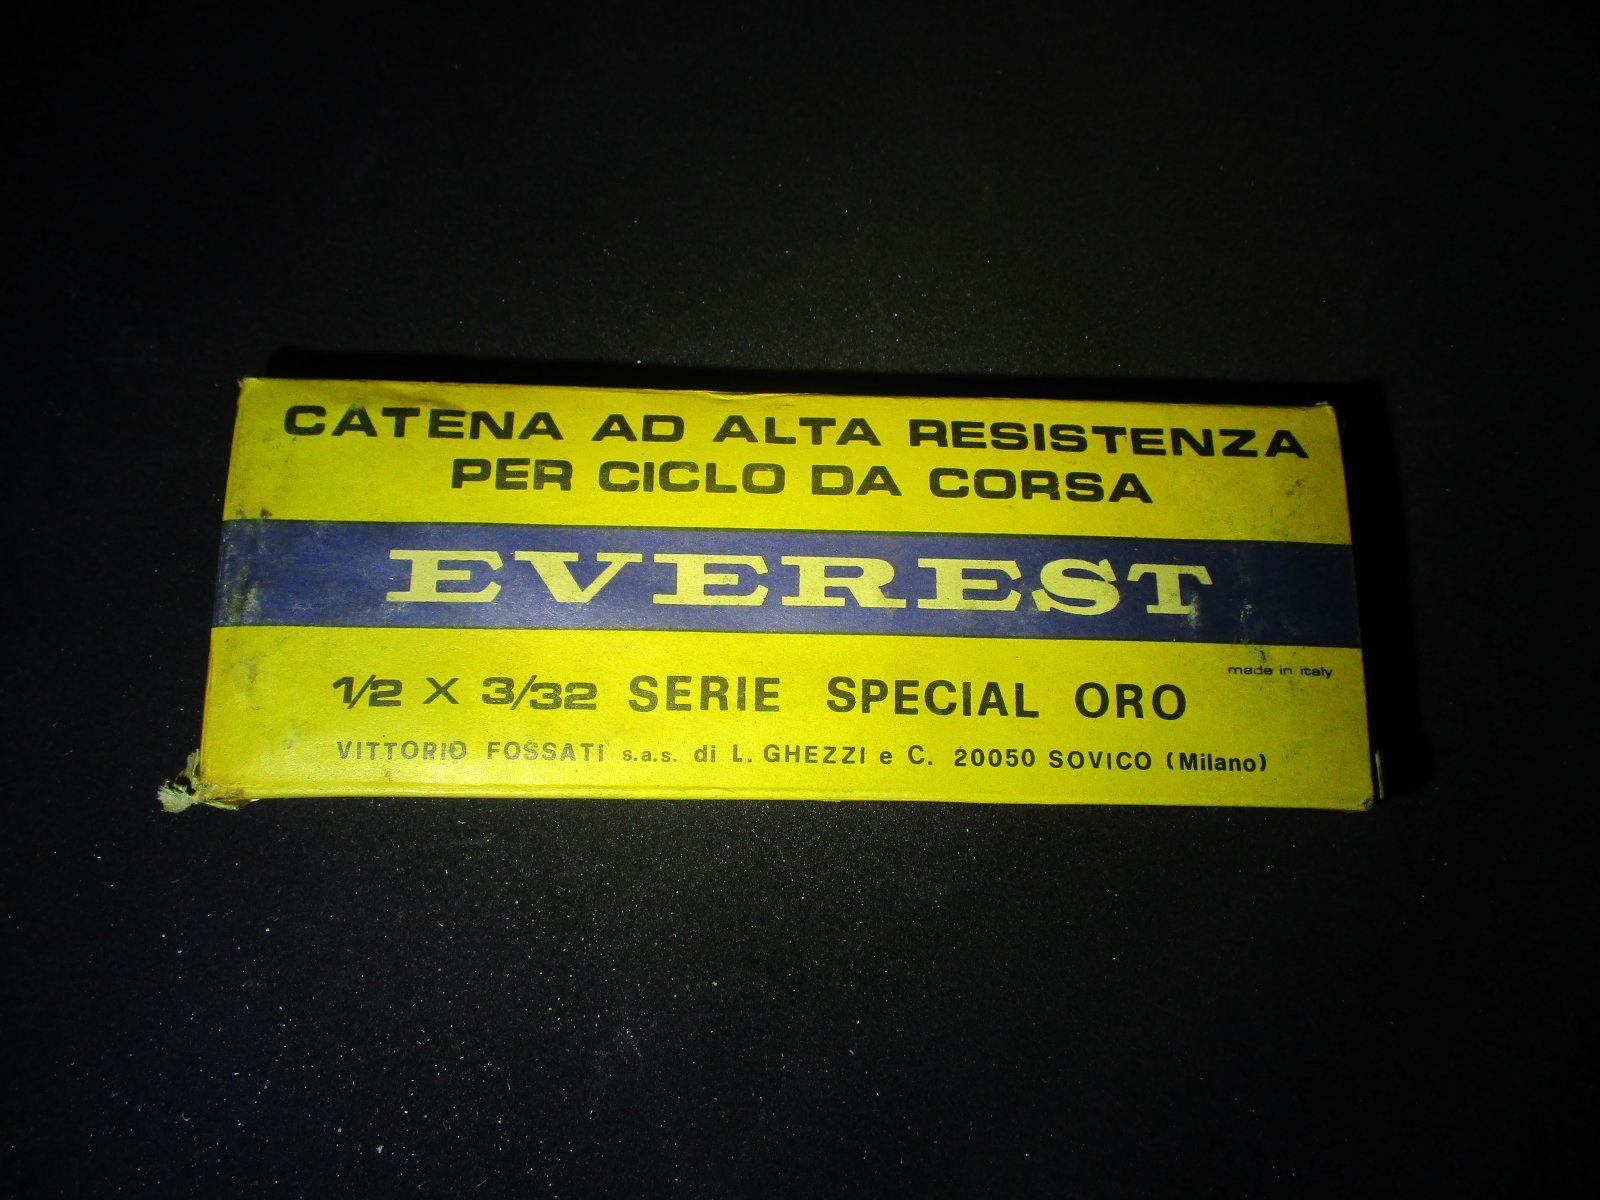 CATENA AD ALTA RESISTENZA
PER CICLO DA CORSA
EVEREST
made in italy
1/2 X 3/32 SERIE SPECIAL ORO
VITTORIO FOSSATI s.a.s. di L. GHEZZI e C. 20050 SOVICO (Milano)